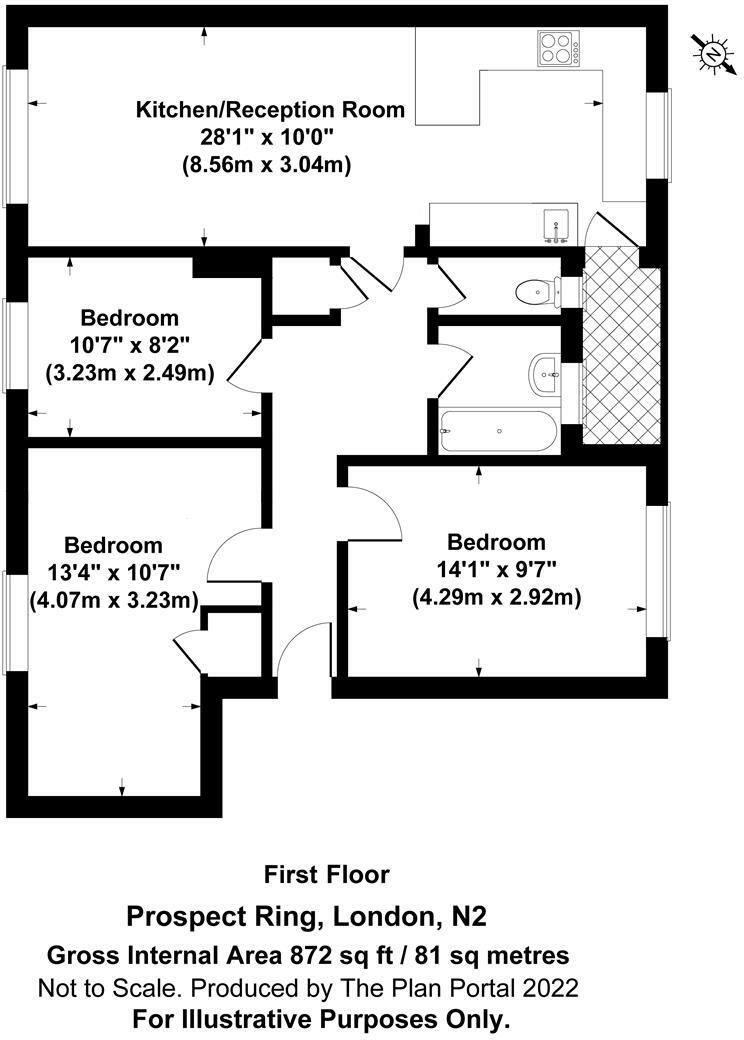 N
Kitchen/Reception Room
28'1" x 10'0"
(8.56m x 3.04m)
Bedroom
10'7" x 8'2"
(3.23m x 2.49m)
Bedroom
13'4" x 10'7"
(4.07m x 3.23m)
Bedroom
14'1" x 9'7"
(4.29m x 2.92m)
First Floor
Prospect Ring, London, N2
Gross Internal Area 872 sq ft / 81 sq metres
Not to Scale. Produced by The Plan Portal 2022
For Illustrative Purposes Only.